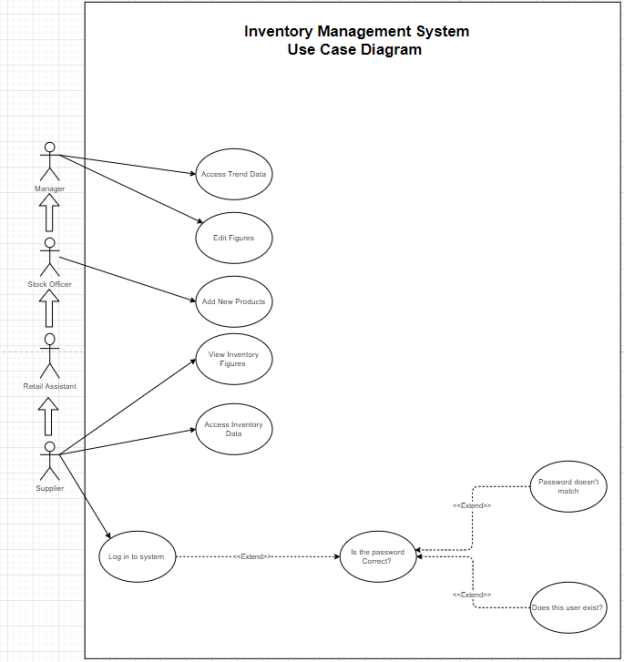 Inventory Management System
Use Case Diagram
Manager
Access Trend Data
Edit Figures
Stock Officer
Add New Products
View Inventory
Figures
Retail Assistant
Access Inventory
Data
Supplier
Password doesn't
match
<<Extend>>
Log in to system
<<Extend>>
Is the password
Correct?
<<Extend>>
Does this user exist?